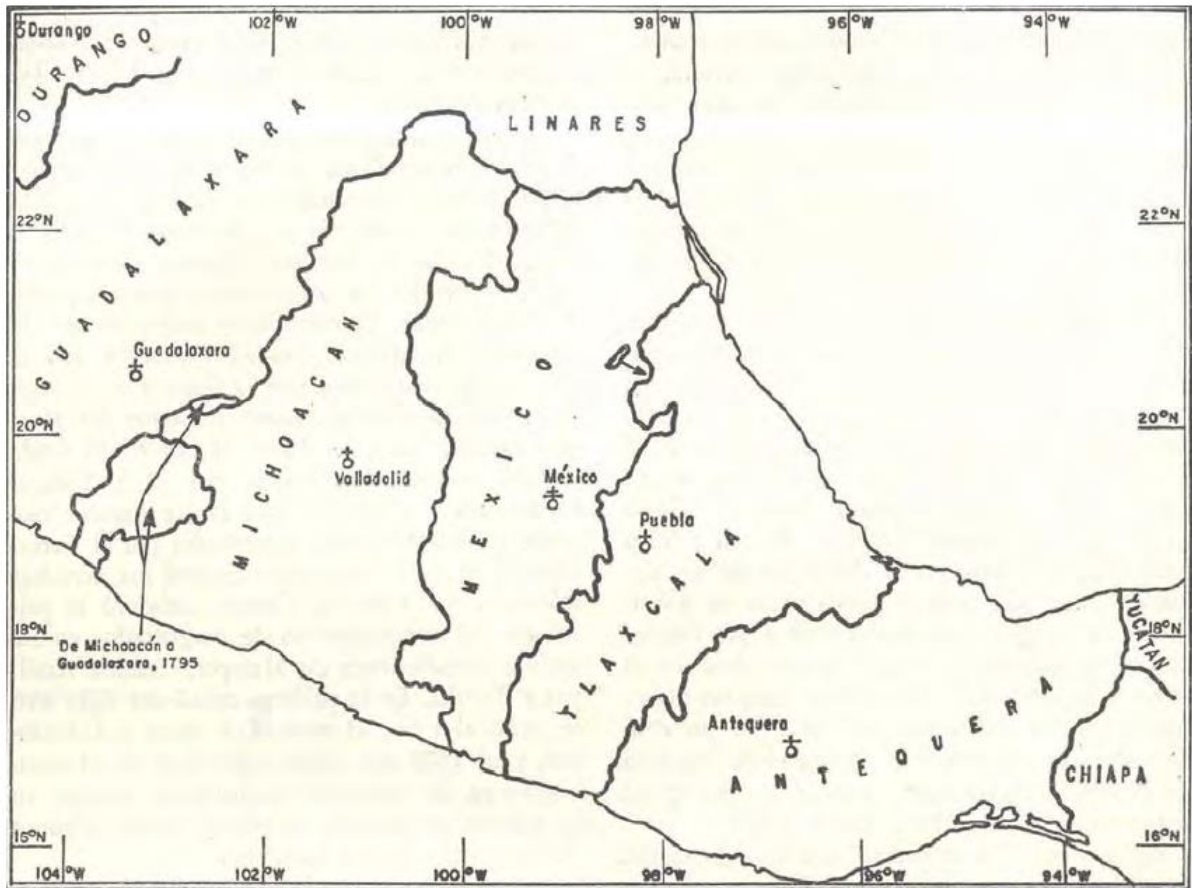 102°W 100°W 98°W 96°W 94°W
Durango
DURANGO
LINARES
GUADALAXARA
22°N 22°N
Guadalaxara
MICHOACAN
MEXICO
20°N 20°N
Valladolid
México
Puebla
TLAXCALA
18°N 18°N
YUCATAN
De Michoacán a
Guadalaxara, 1795
Antequera
ANTEQUERA
CHIAPA
16°N 16°N
104°W 102°W 100°W 98°W 96°W 94°W